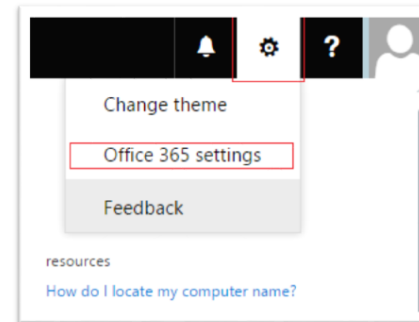 ?
Change theme
Office 365 settings
Feedback
resources
How do I locate my computer name?